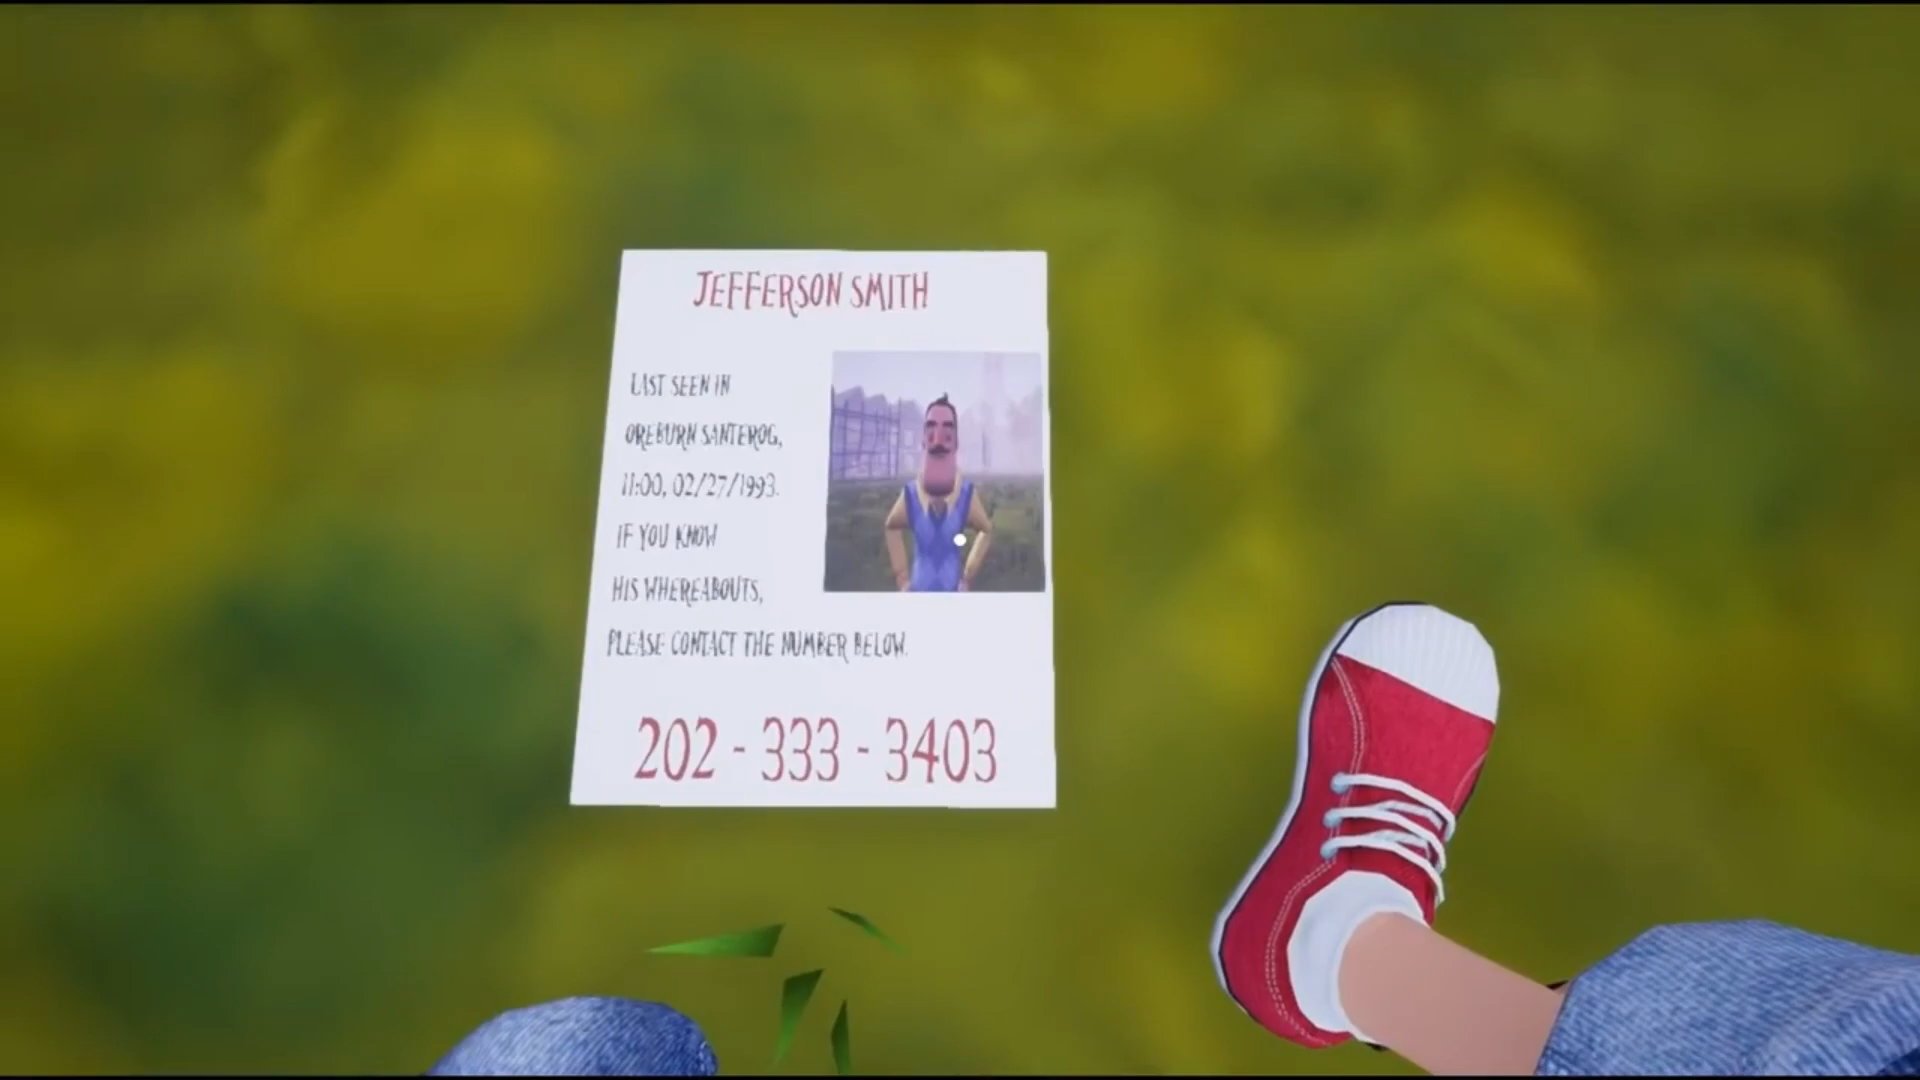 JEFFERSON SMITH
LAST SEEN IN
OREBURN SANTEROG,
11:00, 02/27/1993.
IF YOU KNOW
HIS WHEREABOUTS,
PLEASE CONTACT THE NUMBER BELOW.
202 - 333 - 3403